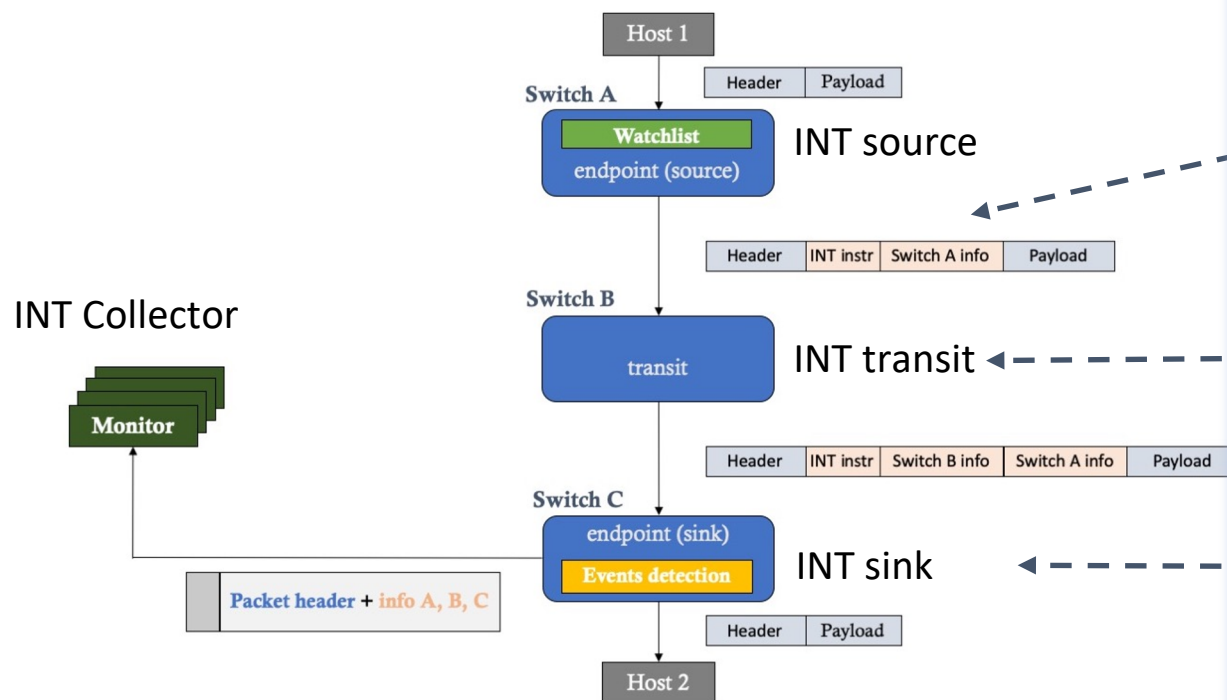 Host 1
Header Payload
Switch A
Watchlist
endpoint (source)
INT source
Header INT instr Switch A info Payload
Switch B
INT Collector
transit
INT transit
Monitor
Header INT instr Switch B info Switch A info Payload
Switch C
endpoint (sink)
Events detection
INT sink
Packet header + info A, B, C
Header Payload
Host 2